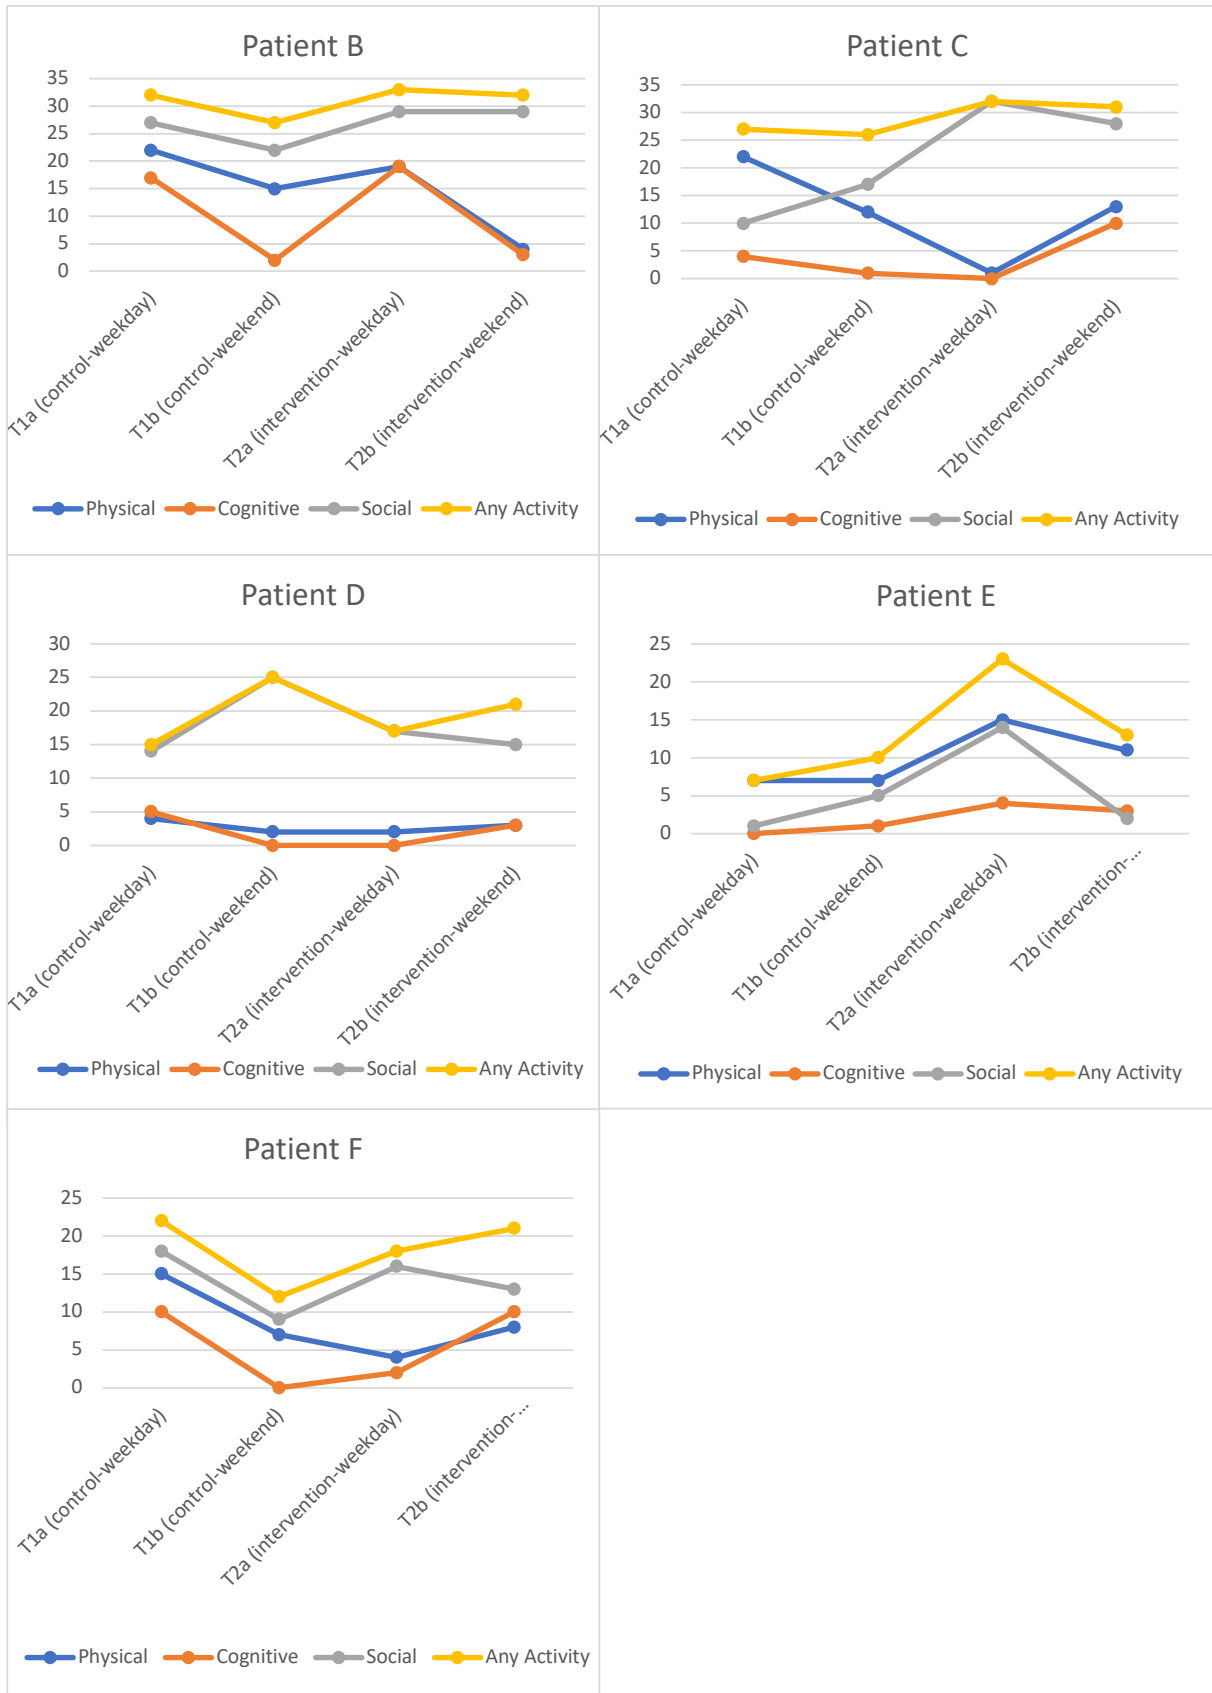 Patient B
35
30
25
20
15
10
5
0
T1a (control-weekday)
T1b (control-weekend)
T2a (intervention-weekday)
T2b (intervention-weekend)
Physical Cognitive Social Any Activity
Patient C
35
30
25
20
15
10
5
0
T1a (control-weekday)
T1b (control-weekend)
T2a (intervention-weekday)
T2b (intervention-weekend)
Physical Cognitive Social Any Activity
Patient D
30
25
20
15
10
5
0
T1a (control-weekday)
T1b (control-weekend)
T2a (intervention-weekday)
T2b (intervention-weekend)
Physical Cognitive Social Any Activity
Patient E
25
20
15
10
5
0
T1a (control-weekday)
T1b (control-weekend)
T2a (intervention-weekday)
T2b (intervention-...
Physical Cognitive Social Any Activity
Patient F
25
20
15
10
5
0
T1a (control-weekday)
T1b (control-weekend)
T2a (intervention-weekday)
T2b (intervention-...
Physical Cognitive Social Any Activity